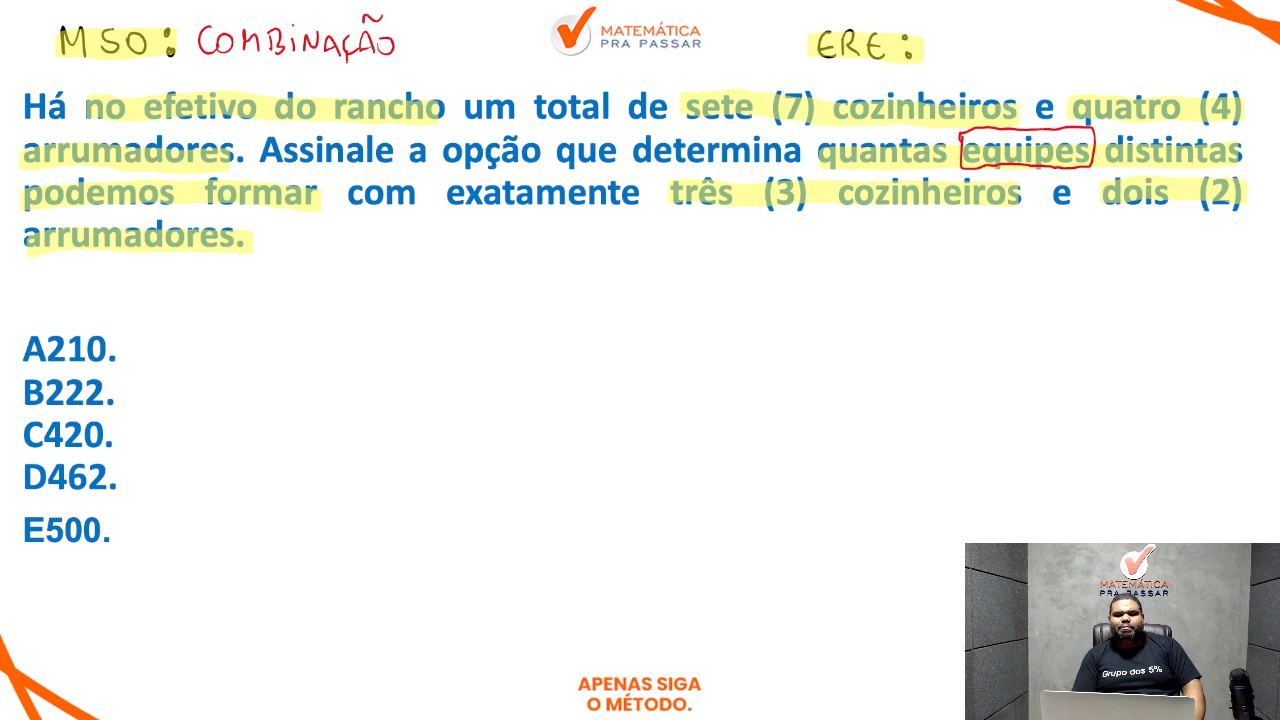 MSO: COMBINAÇÃO
MATEMÁTICA
PRA PASSAR
ERE:
Há no efetivo do rancho um total de sete (7) cozinheiros e quatro (4)
arrumadores. Assinale a opção que determina quantas equipes distintas
podemos formar com exatamente três (3) cozinheiros e dois (2)
arrumadores.
A210.
B222.
C420.
D462.
E500.
MATEMÁTICA
PRA PASSAR
Grupo dos 5%
APENAS SIGA
O MÉTODO.